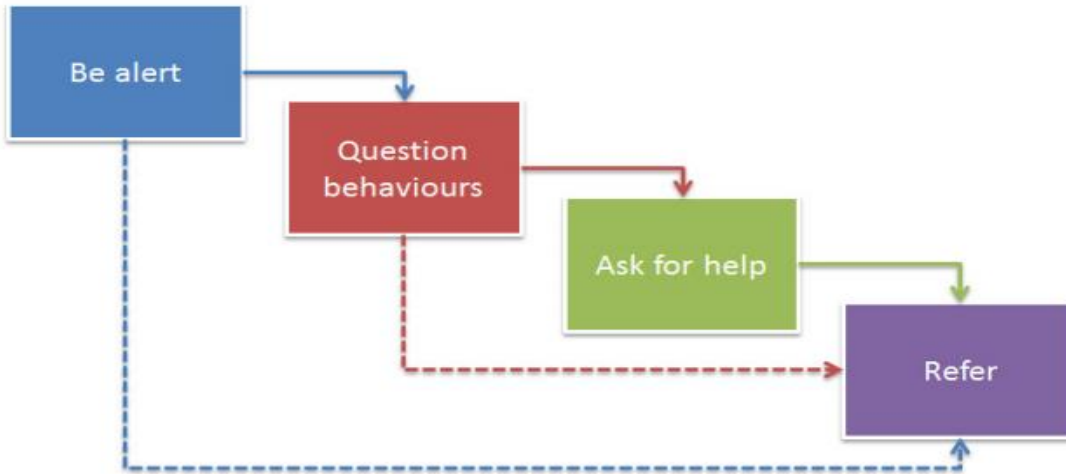 Be alert
Question
behaviours
Ask for help
Refer